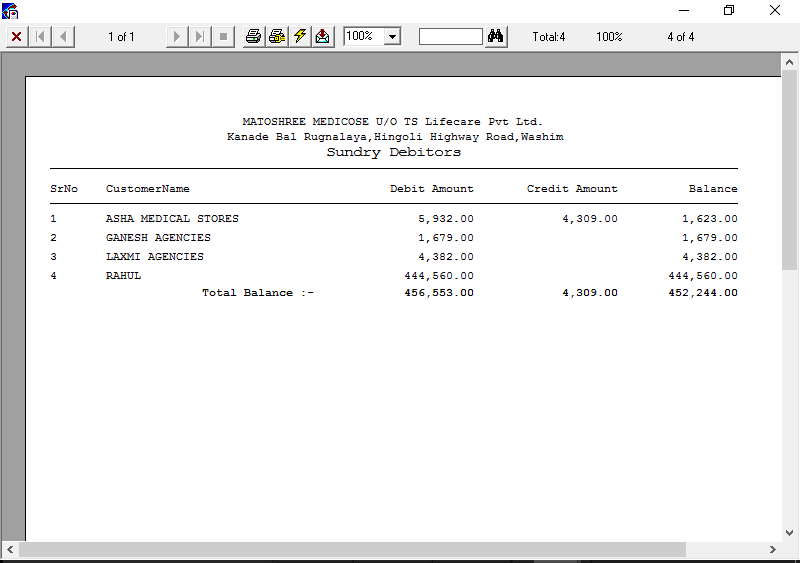 1 of 1 100% Total:4 100% 4 of 4
MATOSHREE MEDICOSE U/O TS Lifecare Pvt Ltd.
Kanade Bal Rugnalaya,Hingoli Highway Road,Washim
Sundry Debitors
SrNo CustomerName Debit Amount Credit Amount Balance
1 ASHA MEDICAL STORES 5,932.00 4,309.00 1,623.00
2 GANESH AGENCIES 1,679.00 1,679.00
3 LAXMI AGENCIES 4,382.00 4,382.00
4 RAHUL 444,560.00 444,560.00
Total Balance :- 456,553.00 4,309.00 452,244.00